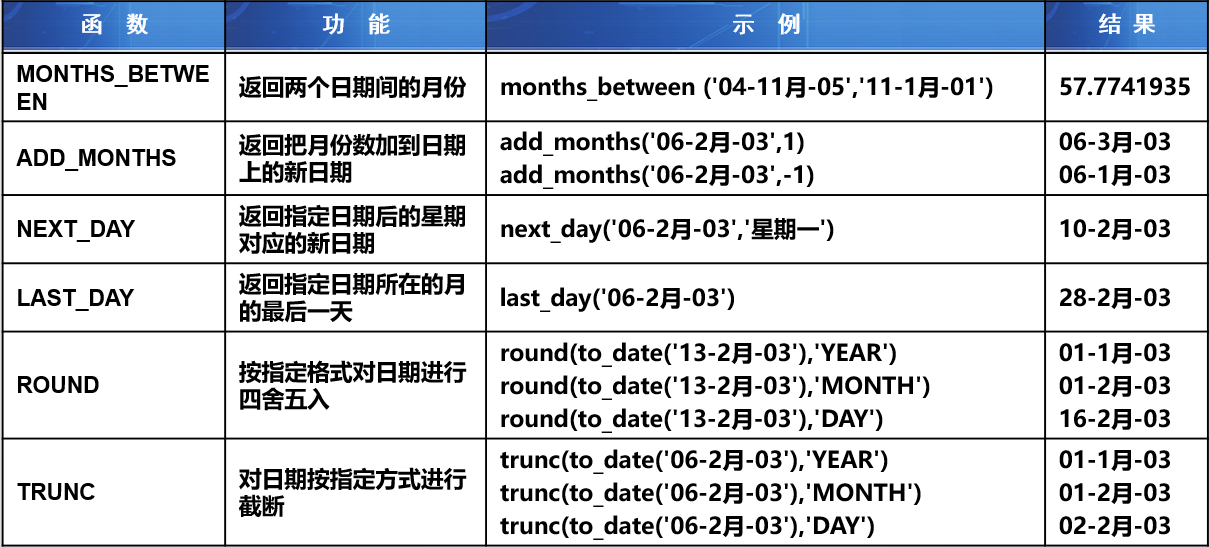 函 数 功 能 示 例 结 果
MONTHS_BETWE
EN
返回两个日期间的月份
months_between ('04-11月-05','11-1月-01')
57.7741935
ADD_MONTHS
返回把月份数加到日期
上的新日期
add_months('06-2月-03',1)
add_months('06-2月-03',-1)
06-3月-03
06-1月-03
NEXT_DAY
返回指定日期后的星期
对应的新日期
next_day('06-2月-03','星期一')
10-2月-03
LAST_DAY
返回指定日期所在的月
的最后一天
last_day('06-2月-03')
28-2月-03
ROUND
按指定格式对日期进行
四舍五入
round(to_date('13-2月-03'),'YEAR')
round(to_date('13-2月-03'),'MONTH')
round(to_date('13-2月-03'),'DAY')
01-1月-03
01-2月-03
16-2月-03
TRUNC
对日期按指定方式进行
截断
trunc(to_date('06-2月-03'),'YEAR')
trunc(to_date('06-2月-03'),'MONTH')
trunc(to_date('06-2月-03'),'DAY')
01-1月-03
01-2月-03
02-2月-03